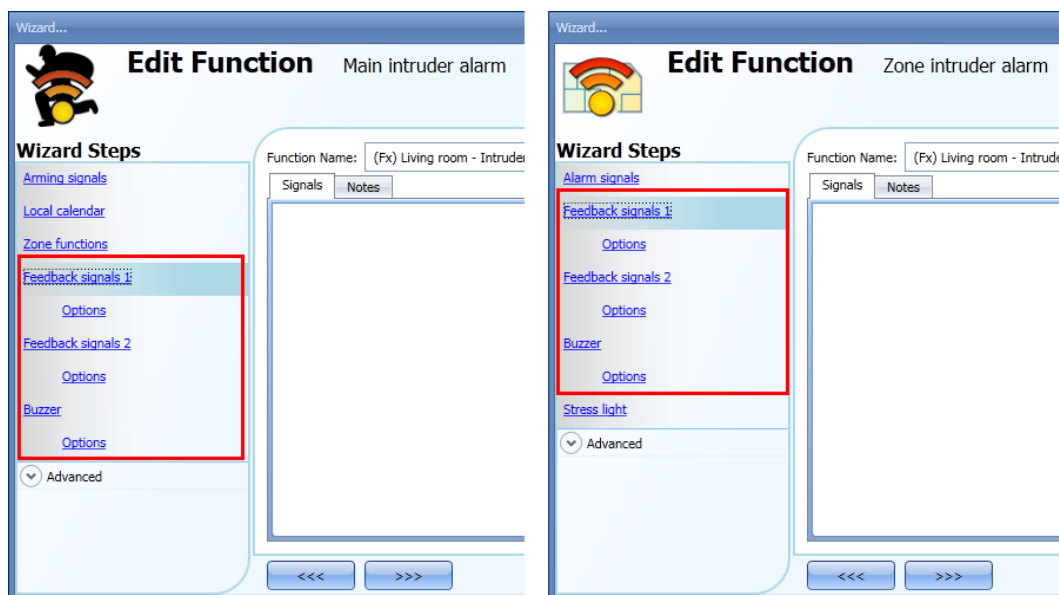 Wizard...
Edit Function Main intruder alarm
Wizard Steps
Arming signals
Local calendar
Zone functions
Feedback signals 1
Options
Feedback signals 2
Options
Buzzer
Options
Advanced
Function Name: (Fx) Living room - Intruder
Signals Notes
<<< >>>
Wizard...
Edit Function Zone intruder alarm
Wizard Steps
Alarm signals
Feedback signals 1
Options
Feedback signals 2
Options
Buzzer
Options
Stress light
Advanced
Function Name: (Fx) Living room - Intrude
Signals Notes
<<< >>>